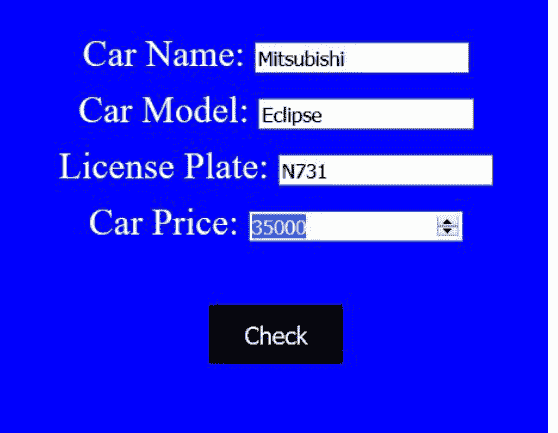 Car Name: Mitsubishi
Car Model: Eclipse
License Plate: N731
Car Price: 35000
Check